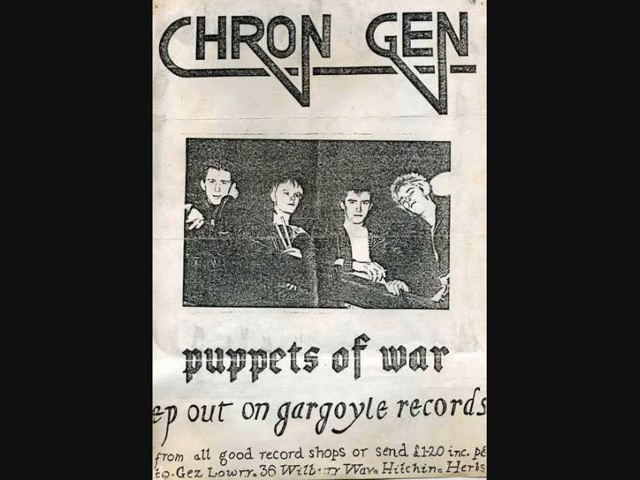 CHRON GEN
puppets of war
ep out on gargoyle records
from all good record shops or send £1·20 inc. p&
to·Gez Lowry. 36 Way. Hitchin. Herts